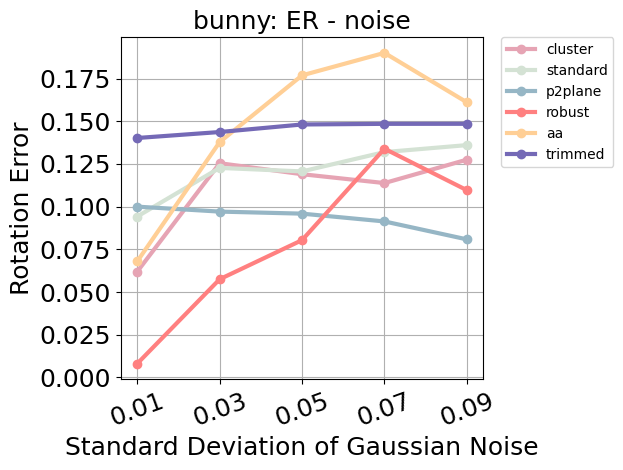 bunny: ER - noise
cluster
standard
p2plane
robust
aa
trimmed
Rotation Error
0.175
0.150
0.125
0.100
0.075
0.050
0.025
0.000
0.01 0.03 0.05 0.07 0.09
Standard Deviation of Gaussian Noise